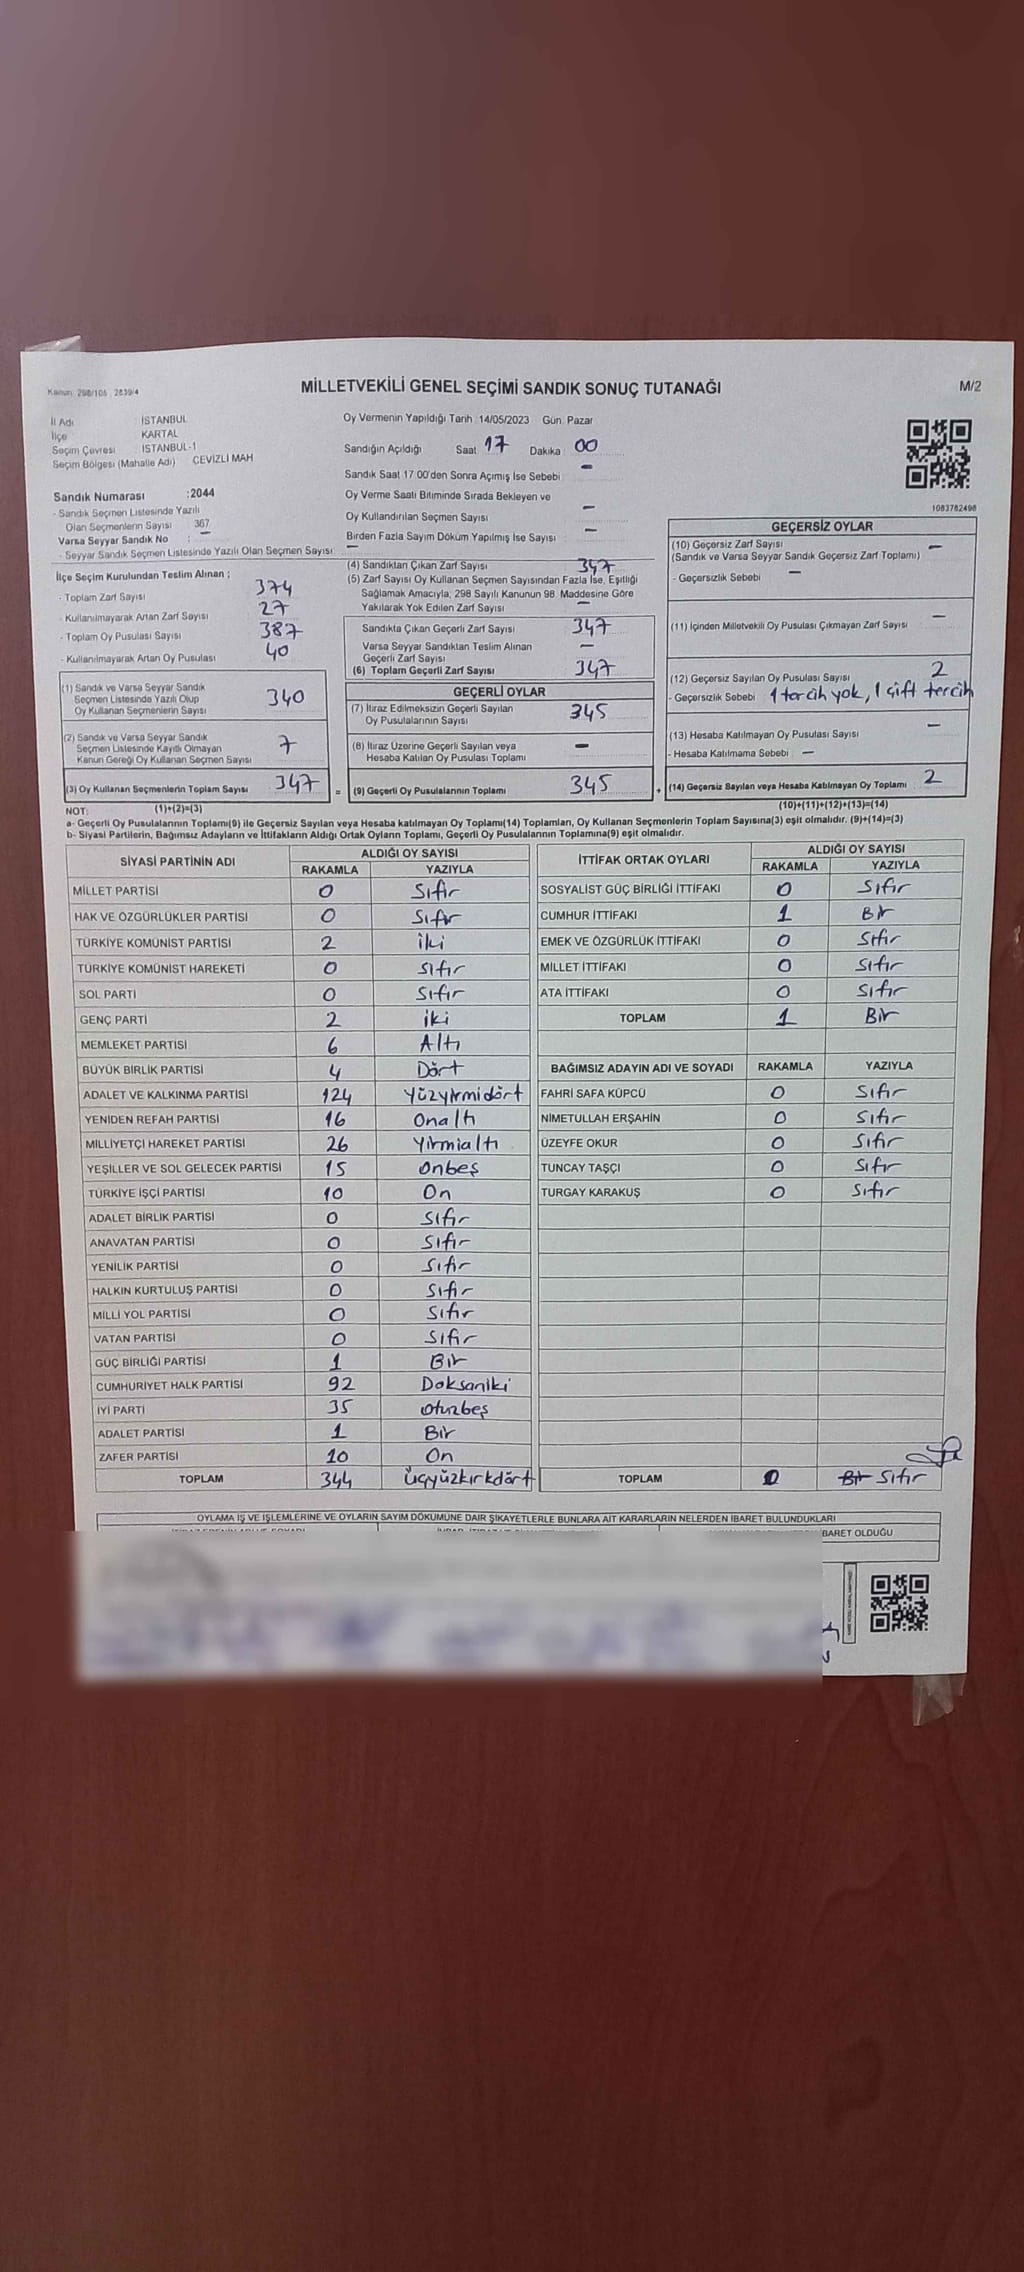 Kanun: 298/105 2839/4
MİLLETVEKİLİ GENEL SEÇİMİ SANDIK SONUÇ TUTANAĞI
M/2
İl Adı İSTANBUL
İlçe KARTAL
Seçim Çevresi İSTANBUL-1
Seçim Bölgesi (Mahalle Adı) CEVİZLİ MAH
Oy Vermenin Yapıldığı Tarih : 14/05/2023 Gün: Pazar
Sandığın Açıldığı Saat 17 Dakika 00
Sandık Saat 17:00'den Sonra Açımış İse Sebebi : -
Oy Verme Saati Bitiminde Sırada Bekleyen ve
Oy Kullandırılan Seçmen Sayısı -
Birden Fazla Sayım Döküm Yapılmış İse Sayısı : -
Sandık Numarası :2044
- Sandık Seçmen Listesinde Yazılı
Olan Seçmenlerin Sayısı 367
Varsa Seyyar Sandık No : -
- Seyyar Sandık Seçmen Listesinde Yazılı Olan Seçmen Sayısı : -
1083782498
İlçe Seçim Kurulundan Teslim Alınan ;
- Toplam Zarf Sayısı 374
- Kullanılmayarak Artan Zarf Sayısı 27
- Toplam Oy Pusulası Sayısı 387
- Kullanılmayarak Artan Oy Pusulası 40
(1) Sandık ve Varsa Seyyar Sandık
Seçmen Listesinde Yazılı Olup
Oy Kullanan Seçmenlerin Sayısı 340
(2) Sandık ve Varsa Seyyar Sandık
Seçmen Listesinde Kayıtlı Olmayan
Kanun Gereği Oy Kullanan Seçmen Sayısı 7
(3) Oy Kullanan Seçmenlerin Toplam Sayısı 347 =
(1)+(2)=(3)
(4) Sandıktan Çıkan Zarf Sayısı 347
(5) Zarf Sayısı Oy Kullanan Seçmen Sayısından Fazla İse, Eşitliği
Sağlamak Amacıyla; 298 Sayılı Kanunun 98. Maddesine Göre
Yakılarak Yok Edilen Zarf Sayısı -
Sandıkta Çıkan Geçerli Zarf Sayısı 347
Varsa Seyyar Sandıktan Teslim Alınan
Geçerli Zarf Sayısı -
(6) Toplam Geçerli Zarf Sayısı 347
GEÇERLİ OYLAR
(7) İtiraz Edilmeksizin Geçerli Sayılan
Oy Pusulalarının Sayısı 345
(8) İtiraz Üzerine Geçerli Sayılan veya
Hesaba Katılan Oy Pusulası Toplamı -
(9) Geçerli Oy Pusulalarının Toplamı 345 +
GEÇERSİZ OYLAR
(10) Geçersiz Zarf Sayısı -
(Sandık ve Varsa Seyyar Sandık Geçersiz Zarf Toplamı)
- Geçersizlik Sebebi -
(11) İçinden Milletvekili Oy Pusulası Çıkmayan Zarf Sayısı -
(12) Geçersiz Sayılan Oy Pusulası Sayısı 2
- Geçersizlik Sebebi 1 tercih yok, 1 çift tercih
(13) Hesaba Katılmayan Oy Pusulası Sayısı -
- Hesaba Katılmama Sebebi -
(14) Geçersiz Sayılan veya Hesaba Katılmayan Oy Toplamı 2
(10)+(11)+(12)+(13)=(14)
NOT:
a- Geçerli Oy Pusulalarının Toplamı(9) ile Geçersiz Sayılan veya Hesaba katılmayan Oy Toplamı(14) Toplamları, Oy Kullanan Seçmenlerin Toplam Sayısına(3) eşit olmalıdır. (9)+(14)=(3)
b- Siyasi Partilerin, Bağımsız Adayların ve İttifakların Aldığı Ortak Oyların Toplamı, Geçerli Oy Pusulalarının Toplamına(9) eşit olmalıdır.
SİYASİ PARTİNİN ADI ALDIĞI OY SAYISI
RAKAMLA YAZIYLA
MİLLET PARTİSİ 0 Sıfır
HAK VE ÖZGÜRLÜKLER PARTİSİ 0 Sıfır
TÜRKİYE KOMÜNİST PARTİSİ 2 iki
TÜRKİYE KOMÜNİST HAREKETİ 0 sıfır
SOL PARTİ 0 Sıfır
GENÇ PARTİ 2 iki
MEMLEKET PARTİSİ 6 Altı
BÜYÜK BİRLİK PARTİSİ 4 Dört
ADALET VE KALKINMA PARTİSİ 124 Yüzyirmidört
YENİDEN REFAH PARTİSİ 16 Onaltı
MİLLİYETÇİ HAREKET PARTİSİ 26 Yirmialtı
YEŞİLLER VE SOL GELECEK PARTİSİ 15 onbeş
TÜRKİYE İŞÇİ PARTİSİ 10 On
ADALET BİRLİK PARTİSİ 0 Sıfır
ANAVATAN PARTİSİ 0 Sıfır
YENİLİK PARTİSİ 0 Sıfır
HALKIN KURTULUŞ PARTİSİ 0 Sıfır
MİLLİ YOL PARTİSİ 0 Sıfır
VATAN PARTİSİ 0 Sıfır
GÜÇ BİRLİĞİ PARTİSİ 1 Bir
CUMHURİYET HALK PARTİSİ 92 Doksaniki
İYİ PARTİ 35 otuzbeş
ADALET PARTİSİ 1 Bir
ZAFER PARTİSİ 10 On
TOPLAM 344 üçyüzkırkdört
İTTİFAK ORTAK OYLARI ALDIĞI OY SAYISI
RAKAMLA YAZIYLA
SOSYALİST GÜÇ BİRLİĞİ İTTİFAKI 0 Sıfır
CUMHUR İTTİFAKI 1 Bir
EMEK VE ÖZGÜRLÜK İTTİFAKI 0 Sıfır
MİLLET İTTİFAKI 0 Sıfır
ATA İTTİFAKI 0 Sıfır
TOPLAM 1 Bir
BAĞIMSIZ ADAYIN ADI VE SOYADI RAKAMLA YAZIYLA
FAHRİ SAFA KÜPCÜ 0 Sıfır
NİMETULLAH ERŞAHİN 0 Sıfır
ÜZEYFE OKUR 0 Sıfır
TUNCAY TAŞÇI 0 Sıfır
TURGAY KARAKUŞ 0 Sıfır
TOPLAM 0 Bir Sıfır
OYLAMA İŞ VE İŞLEMLERİNE VE OYLARIN SAYIM DÖKÜMÜNE DAİR ŞİKAYETLERLE BUNLARA AİT KARARLARIN NELERDEN İBARET BULUNDUKLARI
İBARET OLDUĞU